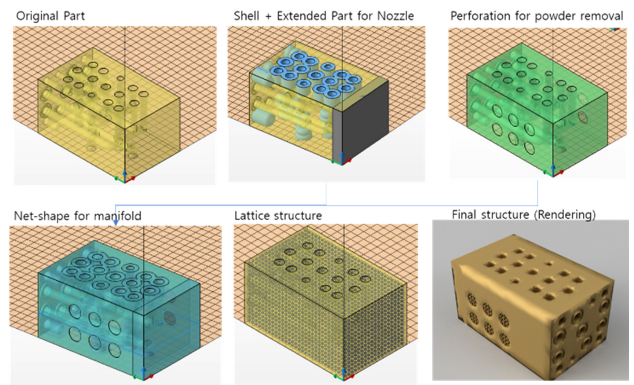 Original Part
Shell + Extended Part for Nozzle
Perforation for powder removal
Net-shape for manifold
Lattice structure
Final structure (Rendering)